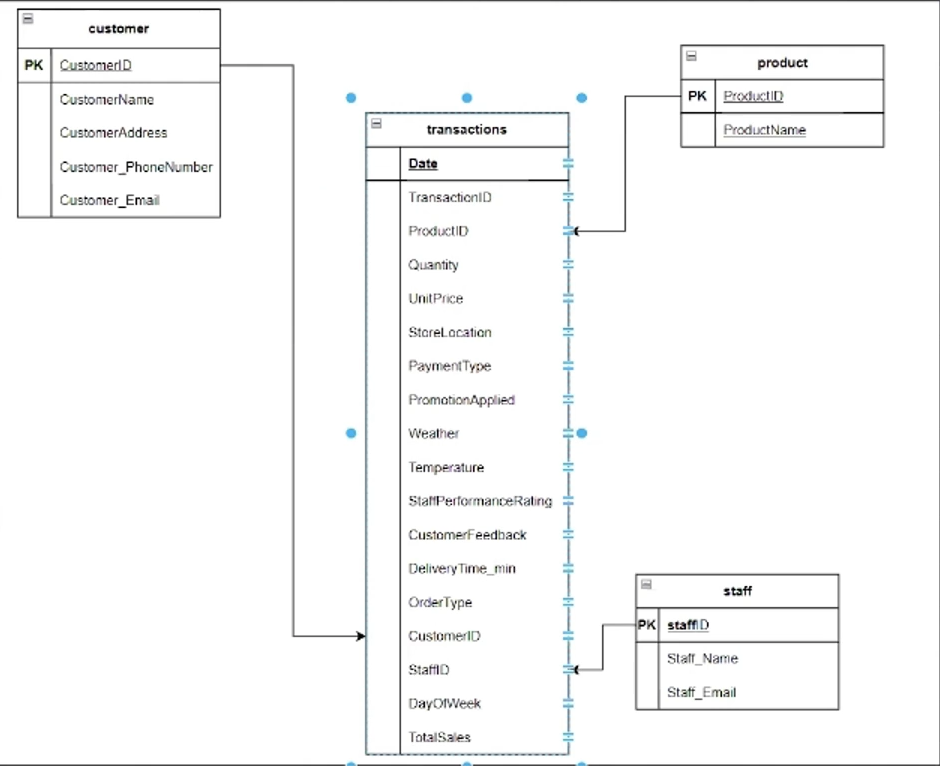 customer
PK CustomerID
CustomerName
CustomerAddress
Customer_PhoneNumber
Customer_Email
transactions
Date
TransactionID
ProductID
Quantity
UnitPrice
StoreLocation
PaymentType
PromotionApplied
Weather
Temperature
StaffPerformanceRating
CustomerFeedback
DeliveryTime_min
OrderType
CustomerID
StaffID
DayOfWeek
TotalSales
product
PK ProductID
ProductName
staff
PK staffID
Staff_Name
Staff_Email